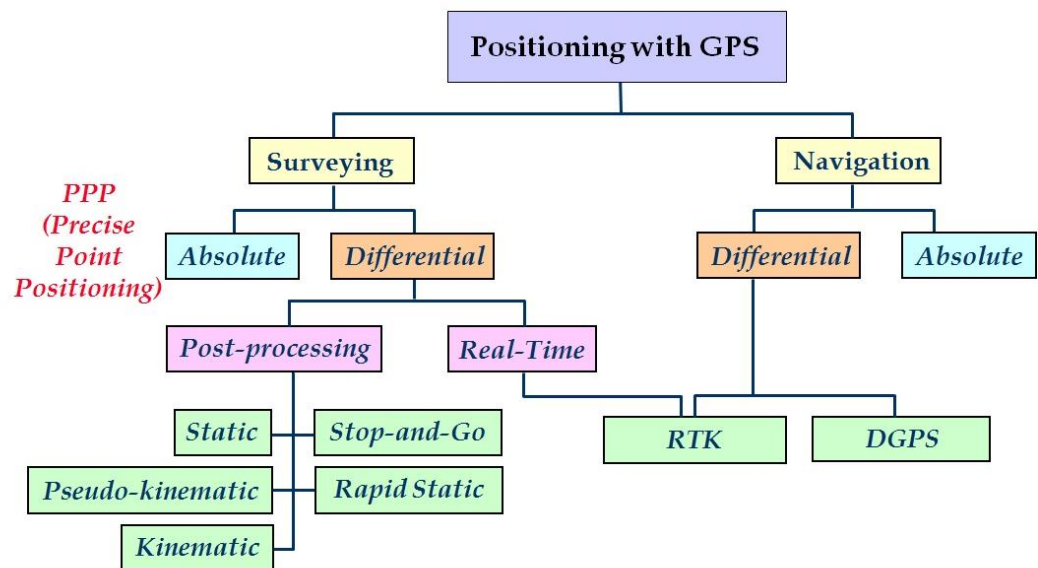 Positioning with GPS
Surveying
Navigation
PPP
(Precise
Point
Positioning)
Absolute
Differential
Differential
Absolute
Post-processing
Real-Time
Static
Stop-and-Go
RTK
DGPS
Pseudo-kinematic
Rapid Static
Kinematic